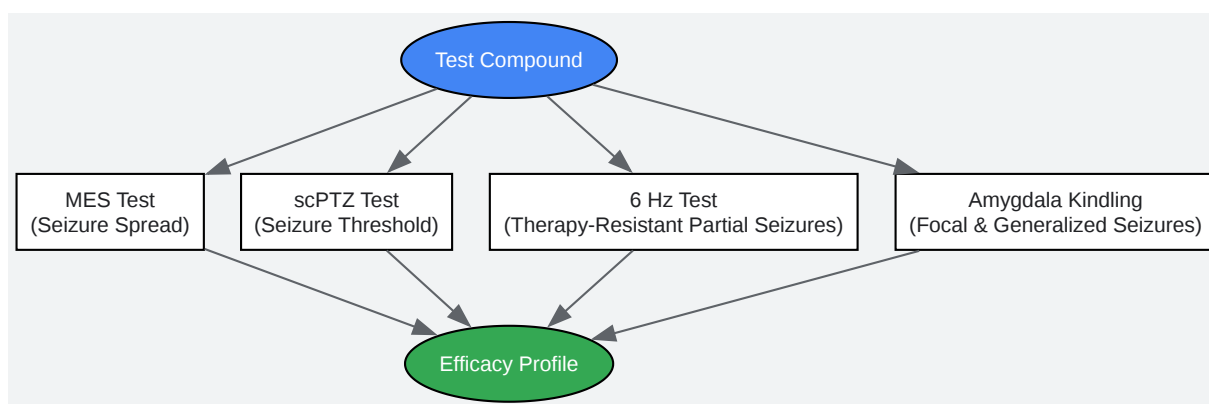 Test Compound
MES Test
(Seizure Spread)
scPTZ Test
(Seizure Threshold)
6 Hz Test
(Therapy-Resistant Partial Seizures)
Amygdala Kindling
(Focal & Generalized Seizures)
Efficacy Profile